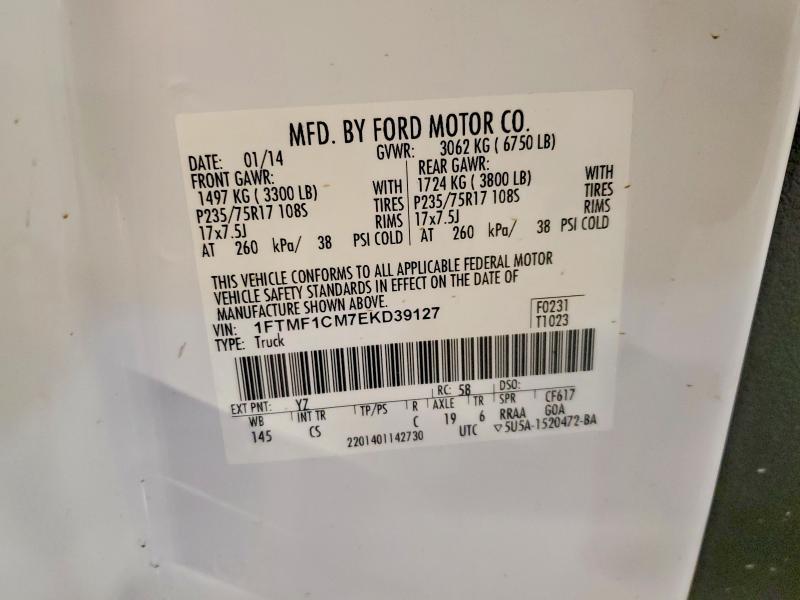 MFD. BY FORD MOTOR CO.
DATE: 01/14 GVWR: 3062 KG ( 6750 LB)
FRONT GAWR: REAR GAWR:
1497 KG ( 3300 LB) WITH 1724 KG ( 3800 LB) WITH
P235/75R17 108S TIRES P235/75R17 108S TIRES
17x7.5J RIMS 17x7.5J RIMS
AT 260 kPa/ 38 PSI COLD AT 260 kPa/ 38 PSI COLD
THIS VEHICLE CONFORMS TO ALL APPLICABLE FEDERAL MOTOR
VEHICLE SAFETY STANDARDS IN EFFECT ON THE DATE OF
MANUFACTURE SHOWN ABOVE.
VIN: 1FTMF1CM7EKD39127 F0231
TYPE: Truck T1023
EXT PNT: YZ RC: 58 DSO:
WB INT TR TP/PS R AXLE TR SPR CF617
145 CS C 19 6 RRAA GOA
2201401142730 UTC ▽5U5A-1520472-BA